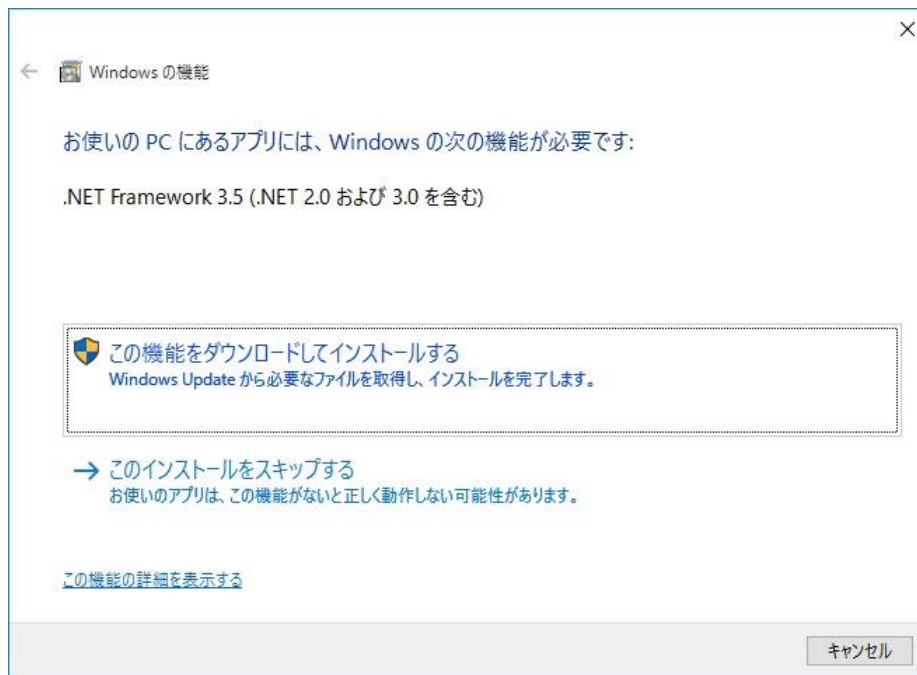 Windows の機能
お使いの PC にあるアプリには、Windows の次の機能が必要です:
.NET Framework 3.5 (.NET 2.0 および 3.0 を含む)
この機能をダウンロードしてインストールする
Windows Update から必要なファイルを取得し、インストールを完了します。
このインストールをスキップする
お使いのアプリは、この機能がないと正しく動作しない可能性があります。
この機能の詳細を表示する
キャンセル